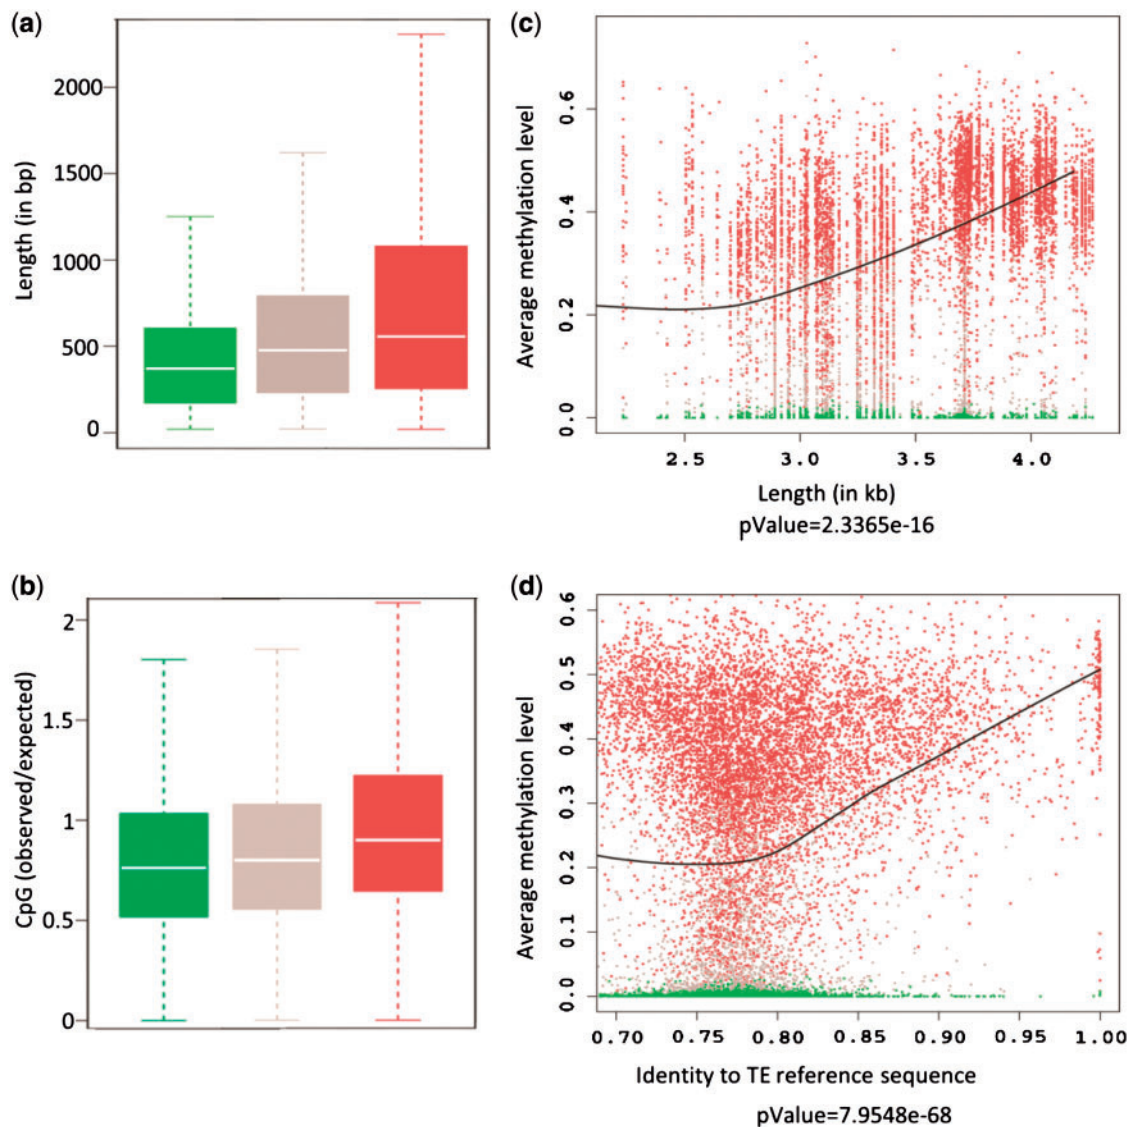 (a)
Length (in bp)
2000
1500
1000
500
0
(c)
Average methylation level
0.6
0.4
0.2
0.0
2.5 3.0 3.5 4.0
Length (in kb)
pValue=2.3365e-16
(b)
CpG (observed/expected)
2
1.5
1
0.5
0
(d)
Average methylation level
0.6
0.5
0.4
0.3
0.2
0.1
0.0
0.70 0.75 0.80 0.85 0.90 0.95 1.00
Identity to TE reference sequence
pValue=7.9548e-68